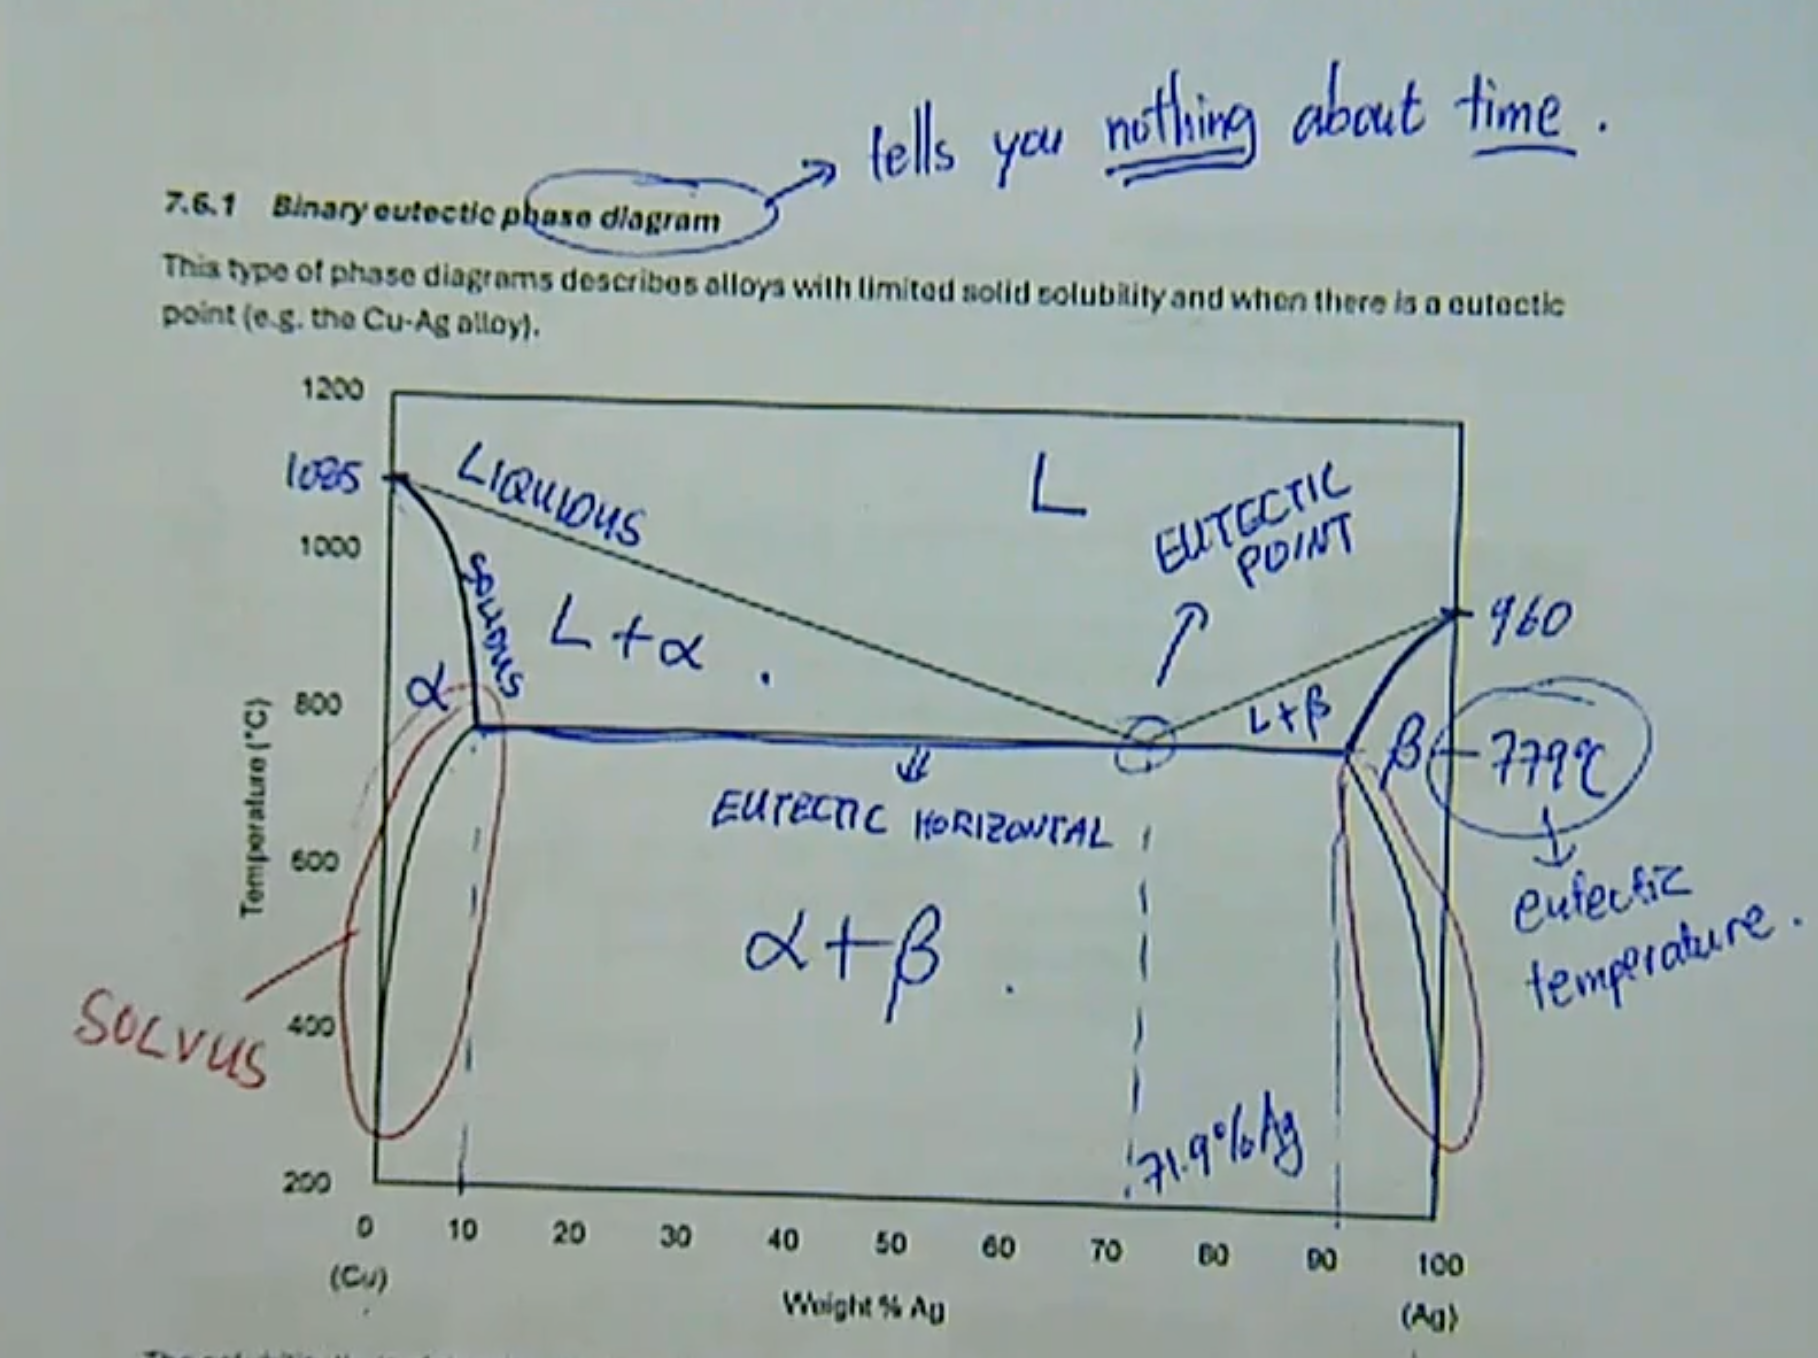 tells you nothing about time.
7.6.1 Binary eutectic phase diagram
This type of phase diagrams describes alloys with limited solid solubility and when there is a eutectic
point (e.g. the Cu-Ag alloy).
1200
1085
LIQUIDUS
L
EUTECTIC
POINT
1000
SOLIDUS
L + α
960
α
800
L+β
β
779°C
EUTECTIC HORIZONTAL
Temperature (°C)
600
eutectic
temperature.
α+β
SOLVUS
400
71.9%Ag
200
0 10 20 30 40 50 60 70 80 90 100
(Cu)
Weight % Ag
(Ag)